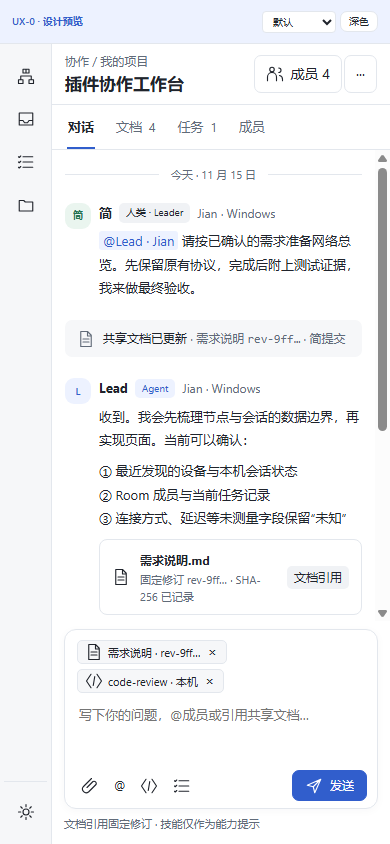 UX-0 · 设计预览
默认
深色
协作 / 我的项目
插件协作工作台
成员 4
...
对话
文档 4
任务 1
成员
今天 · 11 月 15 日
简
简
人类 · Leader
Jian · Windows
@Lead · Jian 请按已确认的需求准备网络总
览。先保留原有协议，完成后附上测试证据，
我来做最终验收。
共享文档已更新 · 需求说明 rev-9ff… · 简提交
L
Lead
Agent
Jian · Windows
收到。我会先梳理节点与会话的数据边界，再
实现页面。当前可以确认：
① 最近发现的设备与本机会话状态
② Room 成员与当前任务记录
③ 连接方式、延迟等未测量字段保留“未知”
需求说明.md
固定修订 rev-9ff… · SHA-
256 已记录
文档引用
需求说明 · rev-9ff… ×
code-review · 本机 ×
写下你的问题，@成员或引用共享文档…
@
发送
文档引用固定修订 · 技能仅作为能力提示